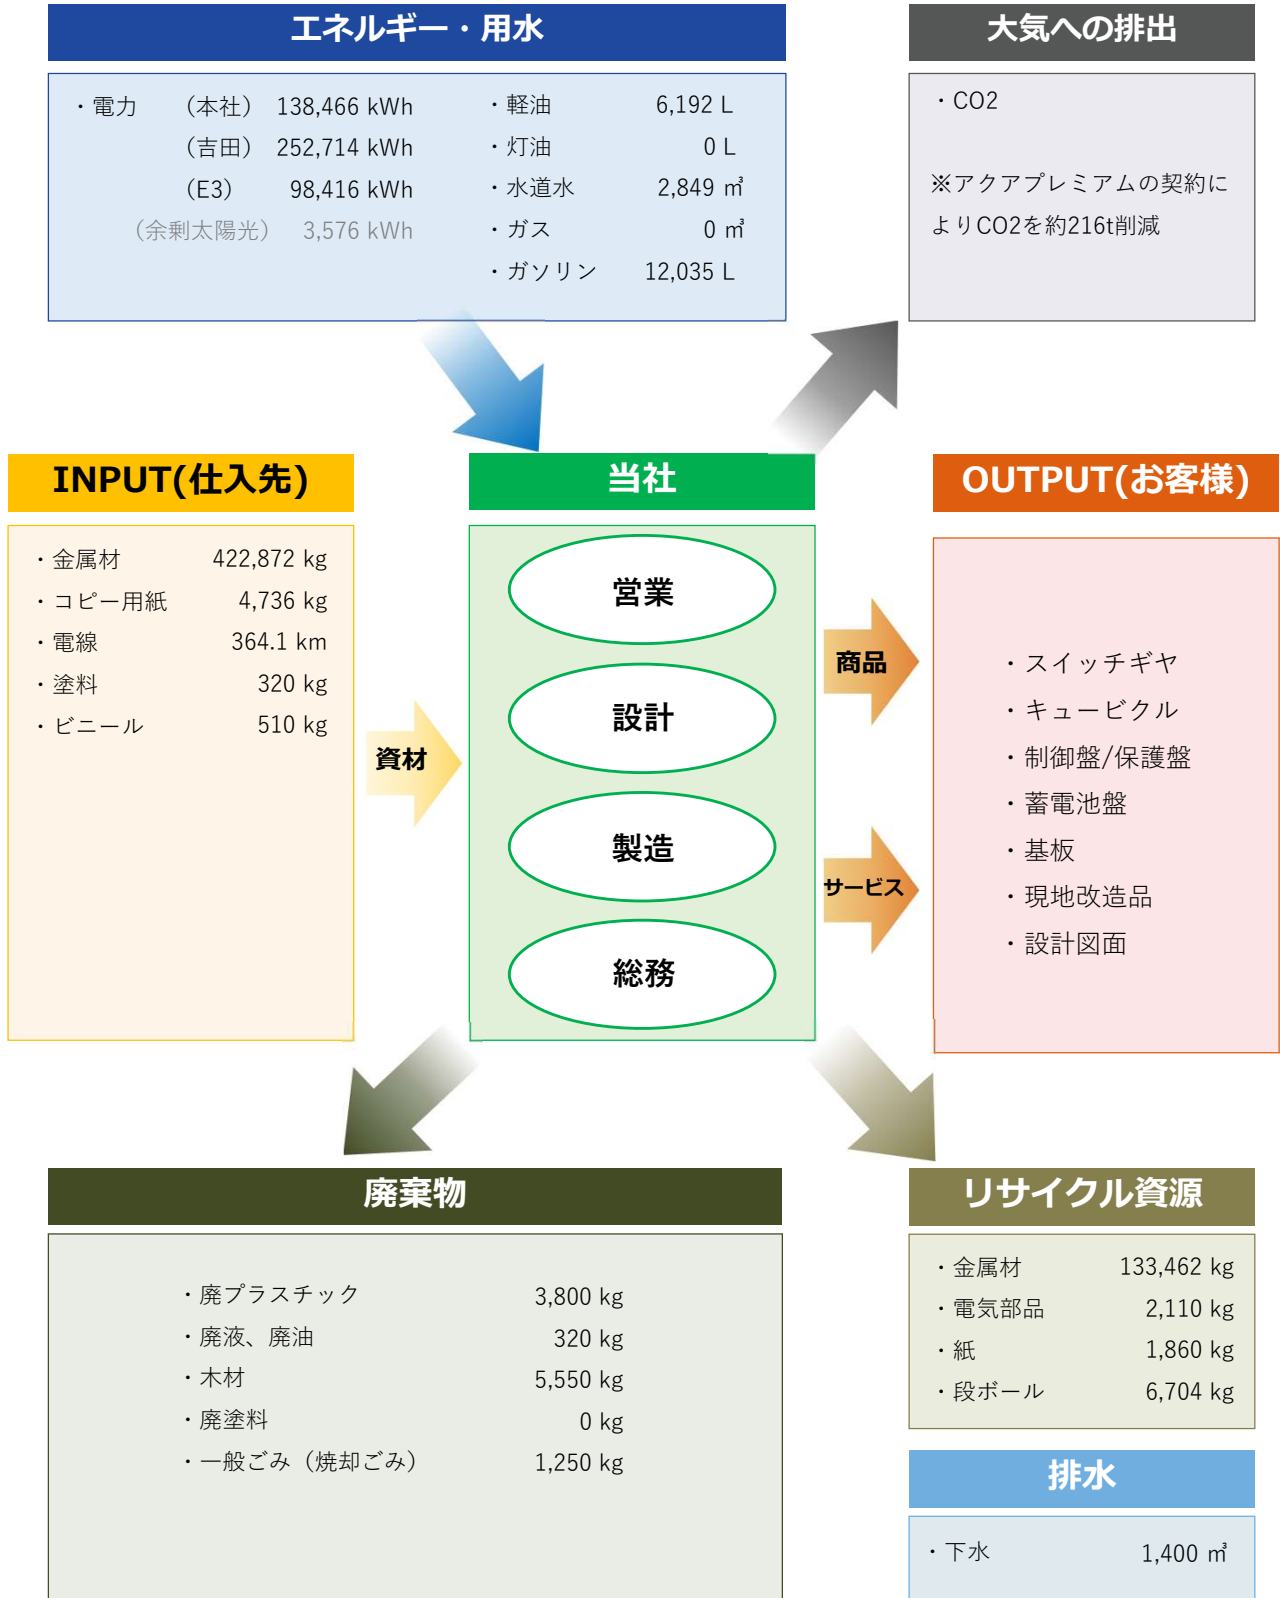 エネルギー・用水
・電力 （本社） 138,466 kWh
（吉田） 252,714 kWh
（E3） 98,416 kWh
（余剰太陽光） 3,576 kWh
・軽油 6,192 L
・灯油 0 L
・水道水 2,849 ㎥
・ガス 0 ㎥
・ガソリン 12,035 L
大気への排出
・CO2
※アクアプレミアムの契約に
よりCO2を約216t削減
INPUT(仕入先)
・金属材 422,872 kg
・コピー用紙 4,736 kg
・電線 364.1 km
・塗料 320 kg
・ビニール 510 kg
資材
当社
営業
設計
製造
総務
商品
サービス
OUTPUT(お客様)
・スイッチギヤ
・キュービクル
・制御盤/保護盤
・蓄電池盤
・基板
・現地改造品
・設計図面
廃棄物
・廃プラスチック 3,800 kg
・廃液、廃油 320 kg
・木材 5,550 kg
・廃塗料 0 kg
・一般ごみ（焼却ごみ） 1,250 kg
リサイクル資源
・金属材 133,462 kg
・電気部品 2,110 kg
・紙 1,860 kg
・段ボール 6,704 kg
排水
・下水 1,400 ㎥